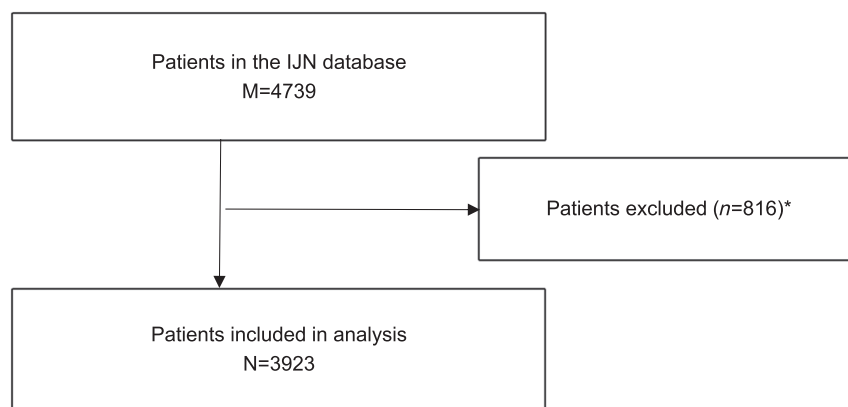 Patients in the IJN database
M=4739
Patients excluded (n=816)*
Patients included in analysis
N=3923